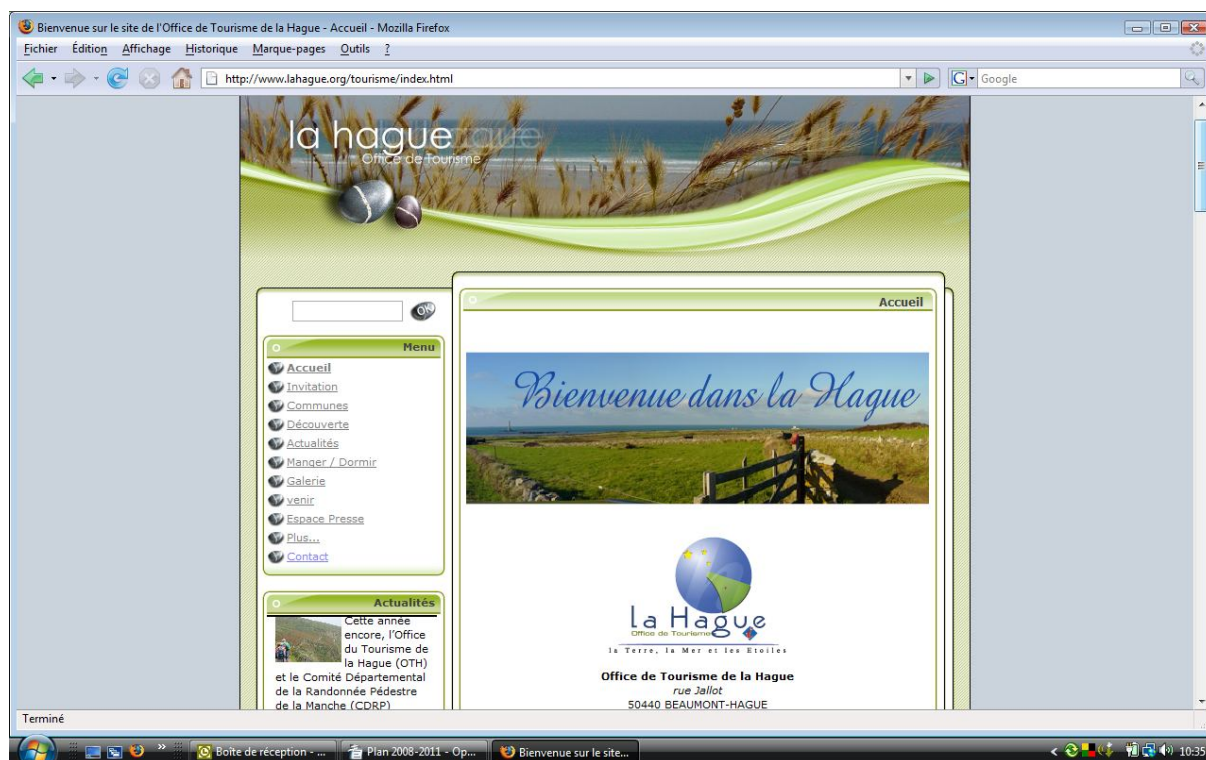 Bienvenue sur le site de l'Office de Tourisme de la Hague - Accueil - Mozilla Firefox
Fichier Édition Affichage Historique Marque-pages Outils ?
http://www.lahague.org/tourisme/index.html
G
Google
la hague
Office de Tourisme
OK
Menu
Accueil
Invitation
Communes
Découverte
Actualités
Manger / Dormir
Galerie
venir
Espace Presse
Plus...
Contact
Actualités
Cette année
encore, l'Office
du Tourisme de
la Hague (OTH)
et le Comité Départemental
de la Randonnée Pédestre
de la Manche (CDRP)
Accueil
Bienvenue dans la Hague
la Hague
Office de Tourisme
la Terre, la Mer et les Etoiles
Office de Tourisme de la Hague
rue Jallot
50440 BEAUMONT-HAGUE
Terminé
Boîte de réception - ...
Plan 2008-2011 - Op...
Bienvenue sur le site...
10:35